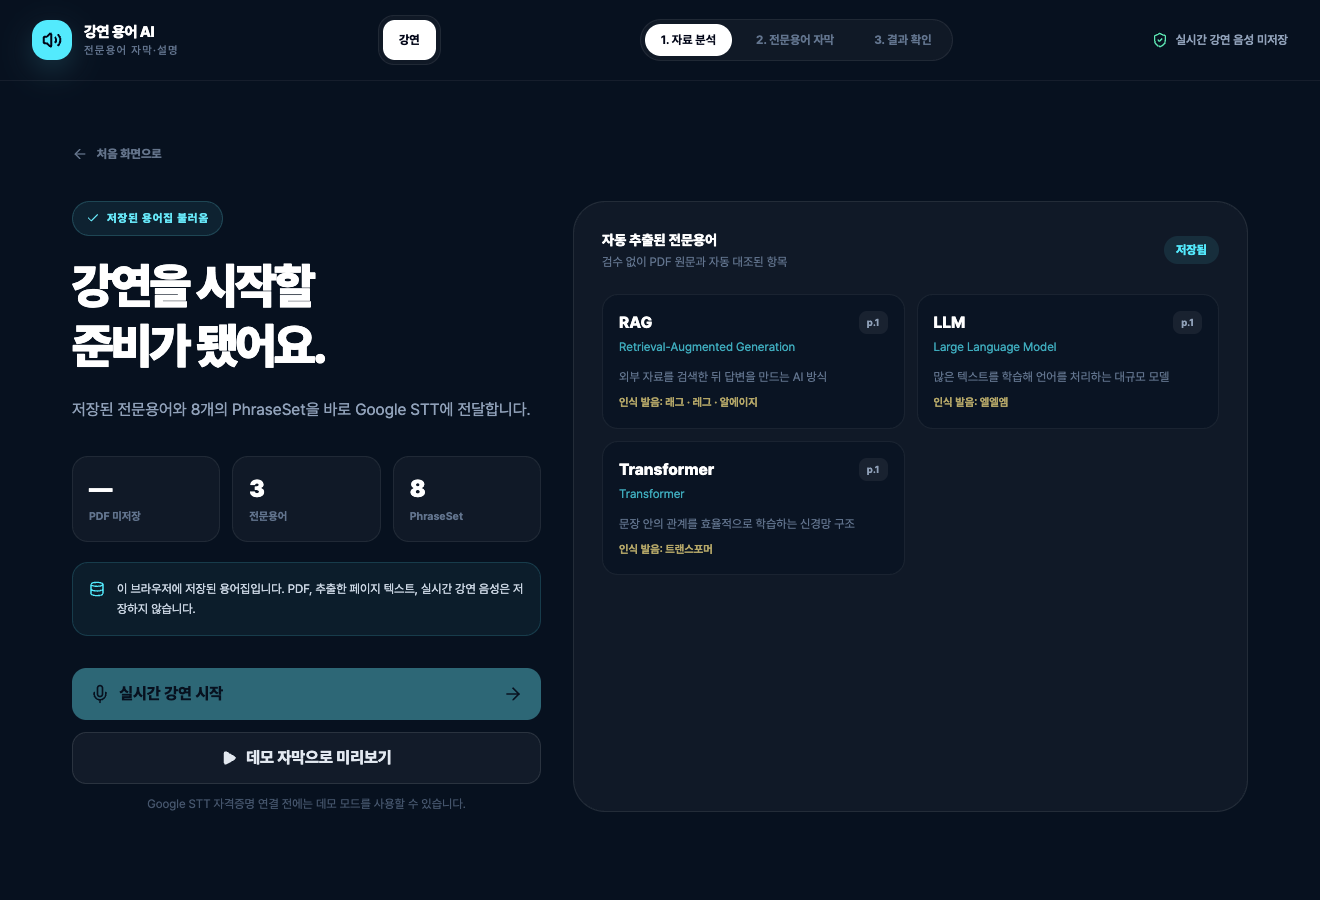 강연 용어 AI
전문용어 자막·설명
강연
1. 자료 분석
2. 전문용어 자막
3. 결과 확인
실시간 강연 음성 미저장
처음 화면으로
저장된 용어집 불러옴
강연을 시작할
준비가 됐어요.
저장된 전문용어와 8개의 PhraseSet을 바로 Google STT에 전달합니다.
—
PDF 미저장
3
전문용어
8
PhraseSet
이 브라우저에 저장된 용어집입니다. PDF, 추출한 페이지 텍스트, 실시간 강연 음성은 저
장하지 않습니다.
실시간 강연 시작
데모 자막으로 미리보기
Google STT 자격증명 연결 전에는 데모 모드를 사용할 수 있습니다.
자동 추출된 전문용어
검수 없이 PDF 원문과 자동 대조된 항목
저장됨
RAG
p.1
Retrieval-Augmented Generation
외부 자료를 검색한 뒤 답변을 만드는 AI 방식
인식 발음: 래그 · 레그 · 알에이지
LLM
p.1
Large Language Model
많은 텍스트를 학습해 언어를 처리하는 대규모 모델
인식 발음: 엘엘엠
Transformer
p.1
Transformer
문장 안의 관계를 효율적으로 학습하는 신경망 구조
인식 발음: 트랜스포머